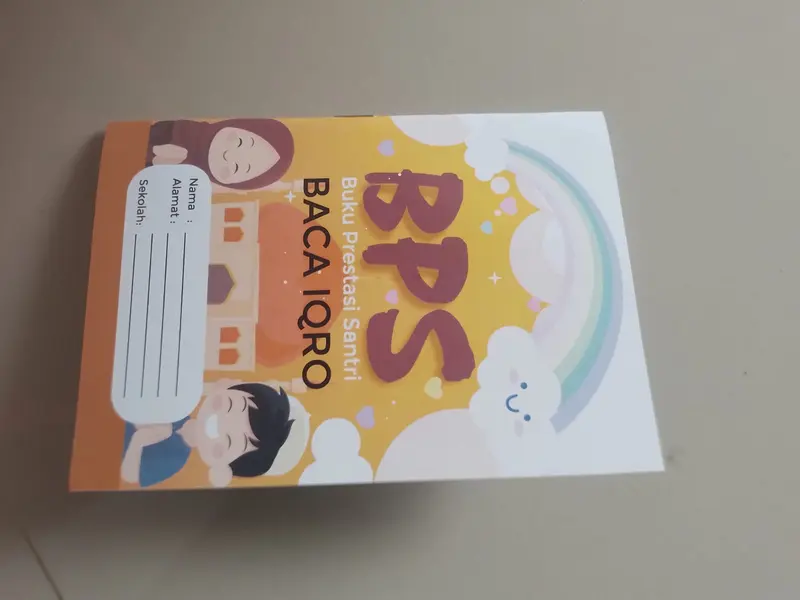 BPS
Buku Prestasi Santri
BACA IQRO
Nama :
Alamat :
Sekolah: